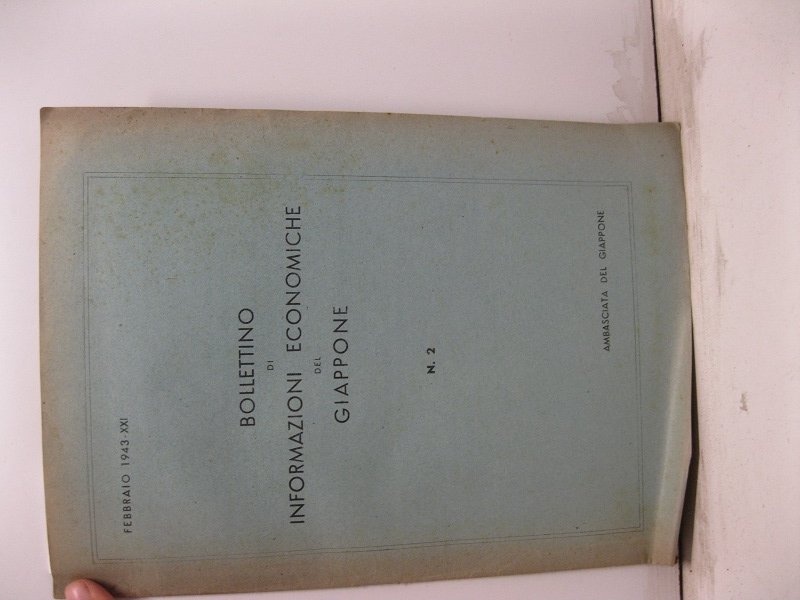 FEBBRAIO 1943-XXI
BOLLETTINO
DI
INFORMAZIONI ECONOMICHE
DEL
GIAPPONE
N. 2
AMBASCIATA DEL GIAPPONE